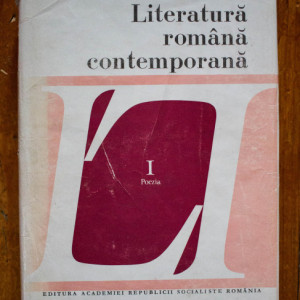 Literatură
română
contemporană
I
Poezia
EDITURA ACADEMIEI REPUBLICII SOCIALISTE ROMÂNIA